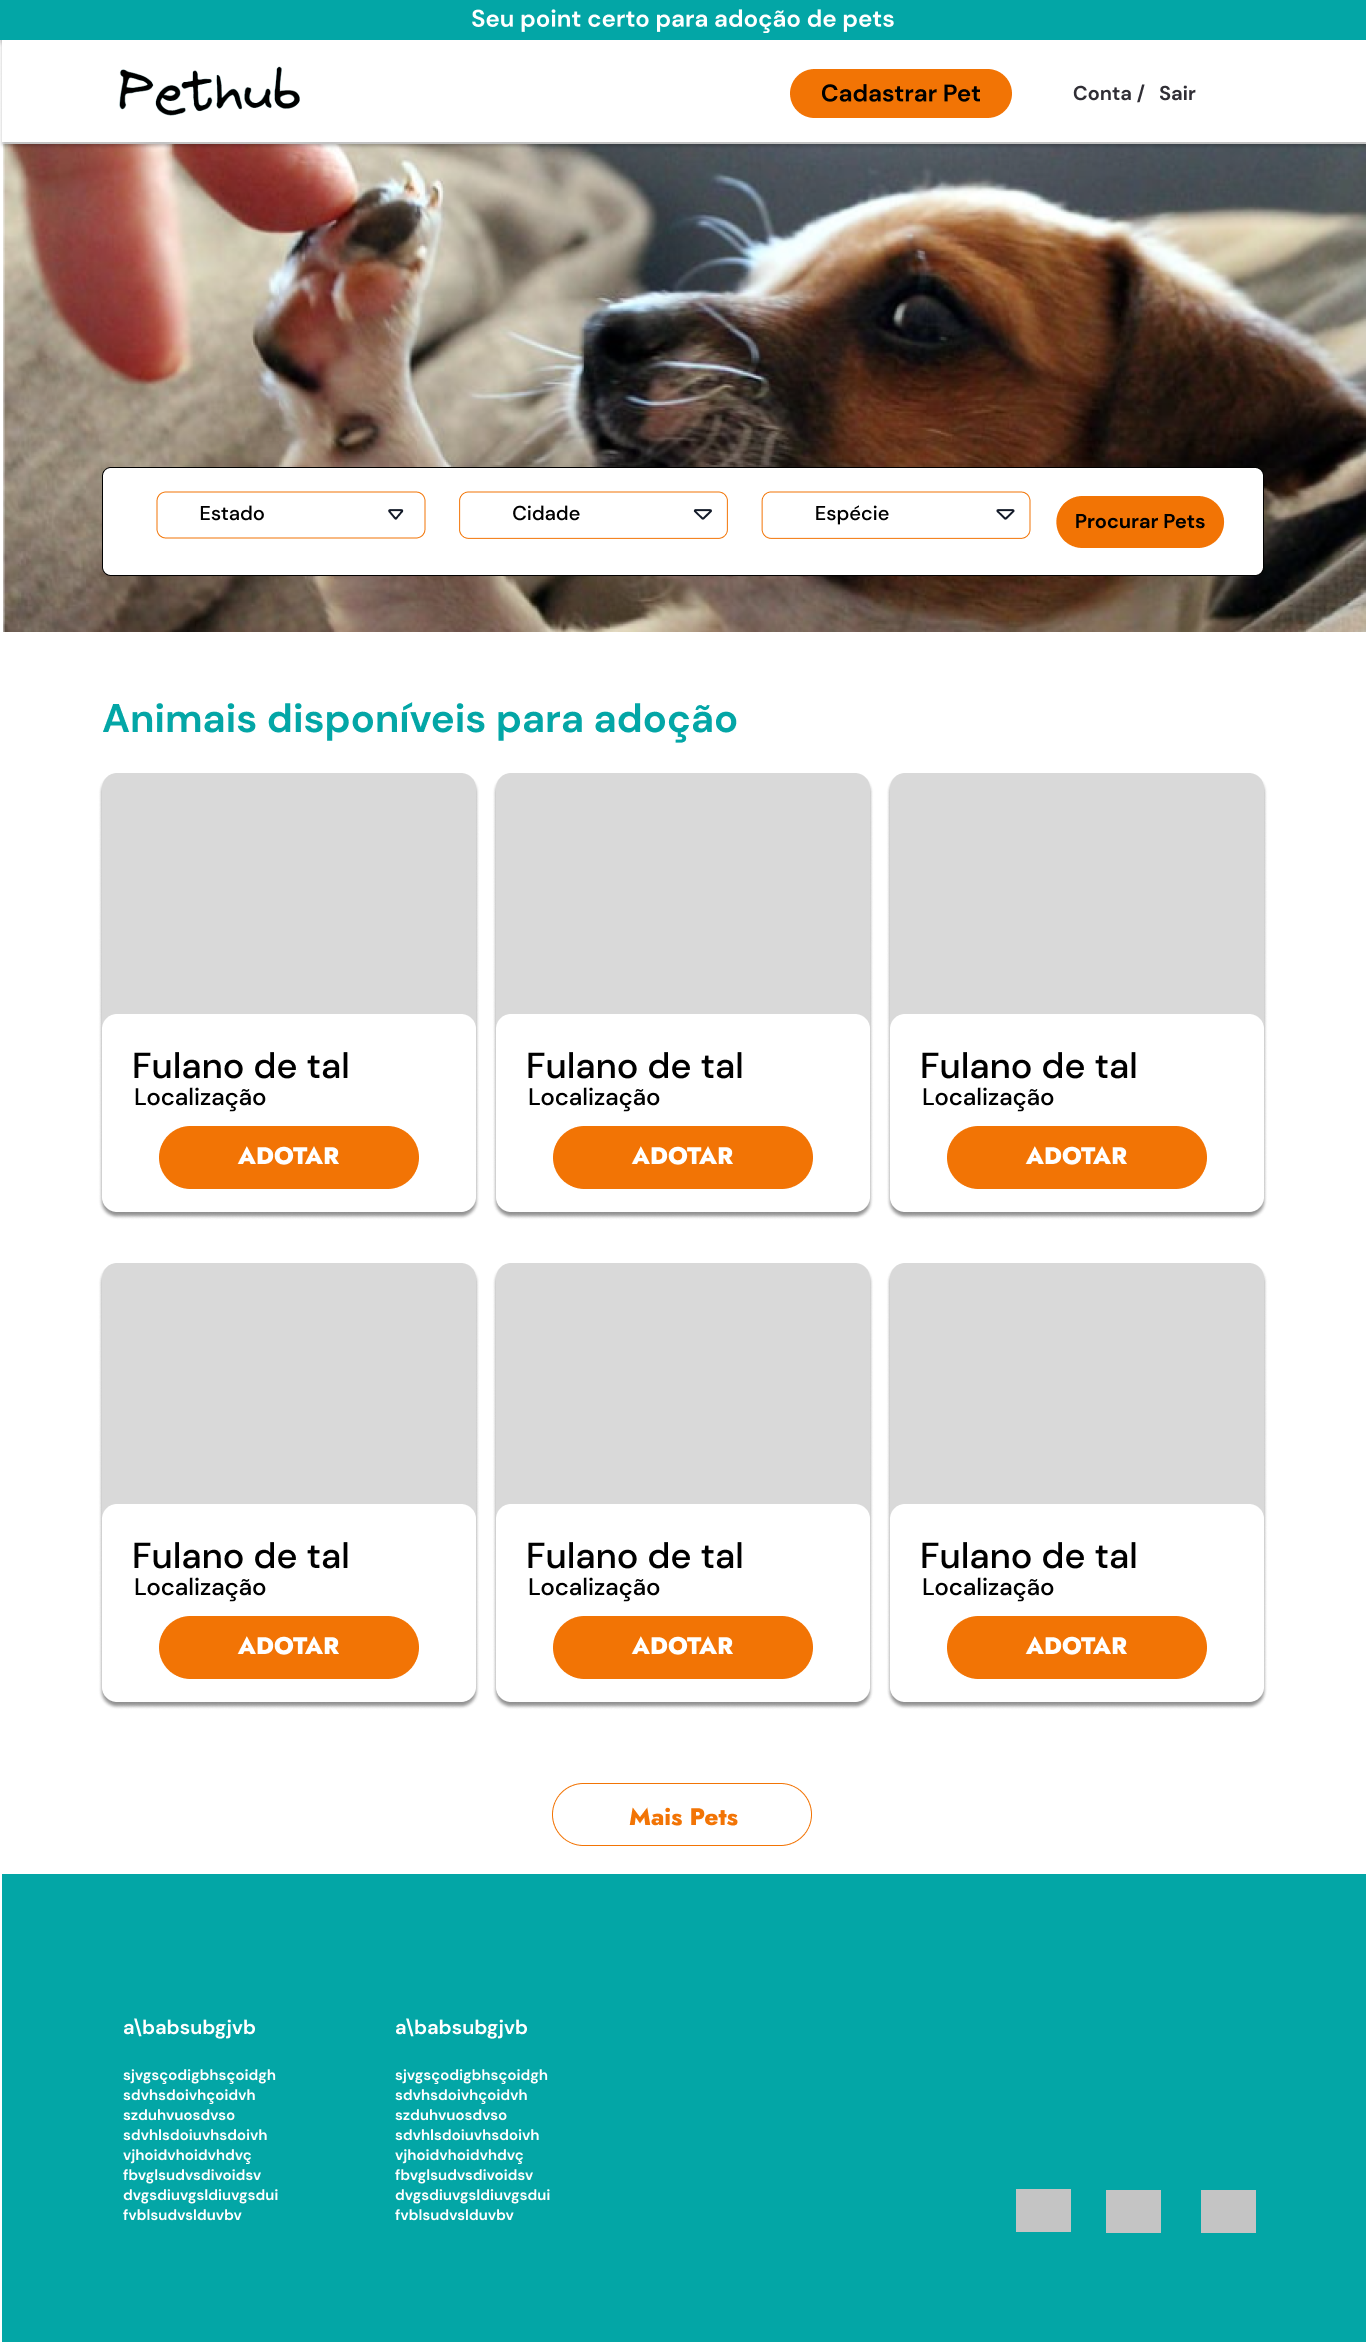 Seu point certo para adoção de pets
Pethub
Cadastrar Pet
Conta / Sair
Estado
Cidade
Espécie
Procurar Pets
Animais disponíveis para adoção
Fulano de tal
Localização
ADOTAR
Fulano de tal
Localização
ADOTAR
Fulano de tal
Localização
ADOTAR
Fulano de tal
Localização
ADOTAR
Fulano de tal
Localização
ADOTAR
Fulano de tal
Localização
ADOTAR
Mais Pets
a\babsubgjvb
sjvgsçodigbhsçoidgh
sdvhsdoivhçoidvh
szduhvuosdvso
sdvhlsdoiuvhsdoivh
vjhoidvhoidvhdvç
fbvglsudvsdivoidsv
dvgsdiuvgsldiuvgsdui
fvblsudvslduvbv
a\babsubgjvb
sjvgsçodigbhsçoidgh
sdvhsdoivhçoidvh
szduhvuosdvso
sdvhlsdoiuvhsdoivh
vjhoidvhoidvhdvç
fbvglsudvsdivoidsv
dvgsdiuvgsldiuvgsdui
fvblsudvslduvbv